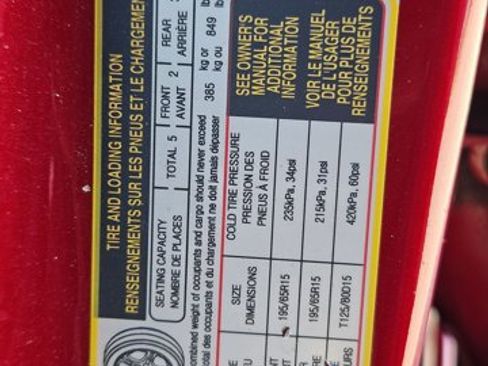 TIRE AND LOADING INFORMATION
RENSEIGNEMENTS SUR LES PNEUS ET LE CHARGEMENT
SEATING CAPACITY
NOMBRE DE PLACES
TOTAL 5
FRONT 2
AVANT
REAR
ARRIÈRE
combined weight of occupants and cargo should never exceed
total des occupants et du chargement ne doit jamais dépasser
385 kg or 849
kg ou
SIZE
DIMENSIONS
COLD TIRE PRESSURE
PRESSION DES
PNEUS À FROID
SEE OWNER'S
MANUAL FOR
ADDITIONAL
INFORMATION
VOIR LE MANUEL
DE L'USAGER
POUR PLUS DE
RENSEIGNEMENTS
195/65R15 235kPa, 34psi
195/65R15 215kPa, 31psi
T125/80D15 420kPa, 60psi